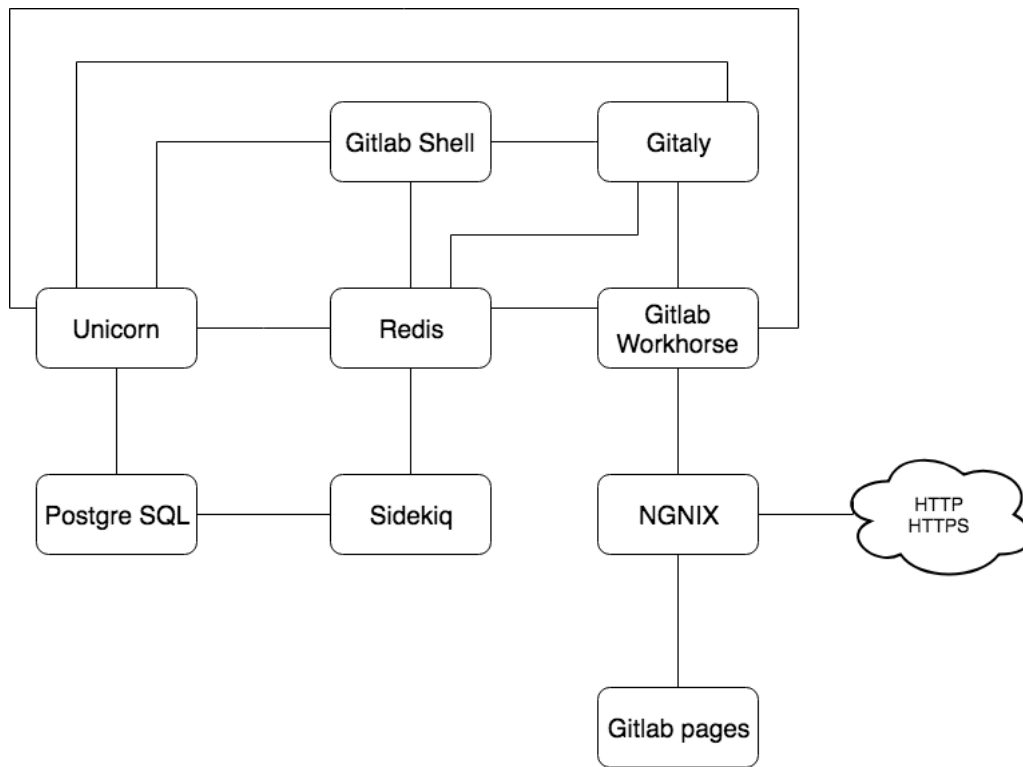 Gitlab Shell
Gitaly
Unicorn
Redis
Gitlab
Workhorse
Postgre SQL
Sidekiq
NGNIX
HTTP
HTTPS
Gitlab pages